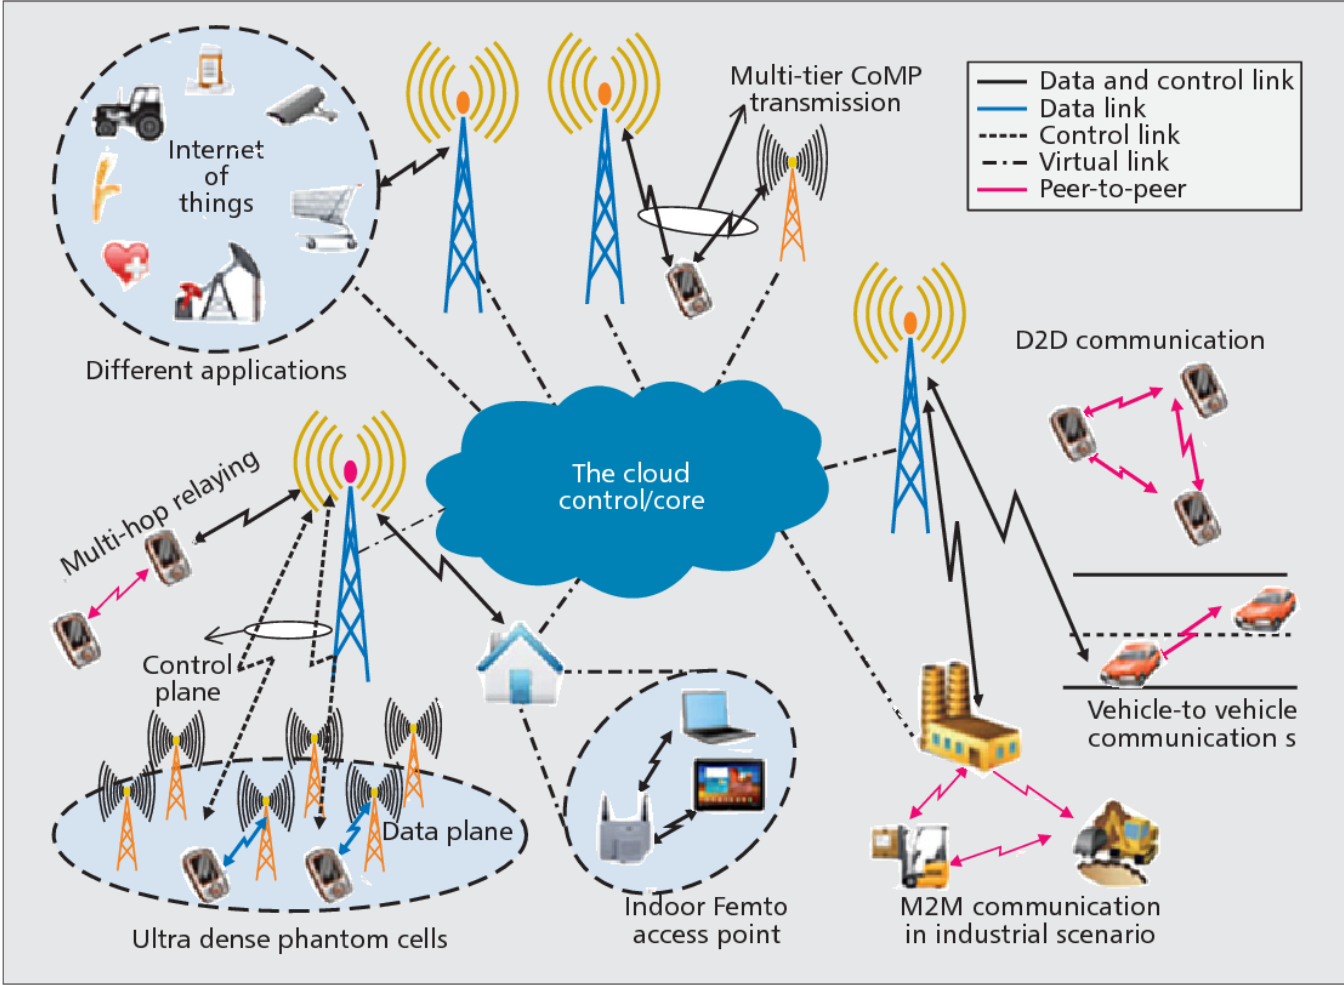 Multi-tier CoMP
transmission
Data and control link
Data link
Control link
Virtual link
Peer-to-peer
Internet
of
things
Different applications
D2D communication
The cloud
control/core
Multi-hop relaying
Control
plane
Vehicle-to vehicle
communication s
Data plane
Ultra dense phantom cells
Indoor Femto
access point
M2M communication
in industrial scenario